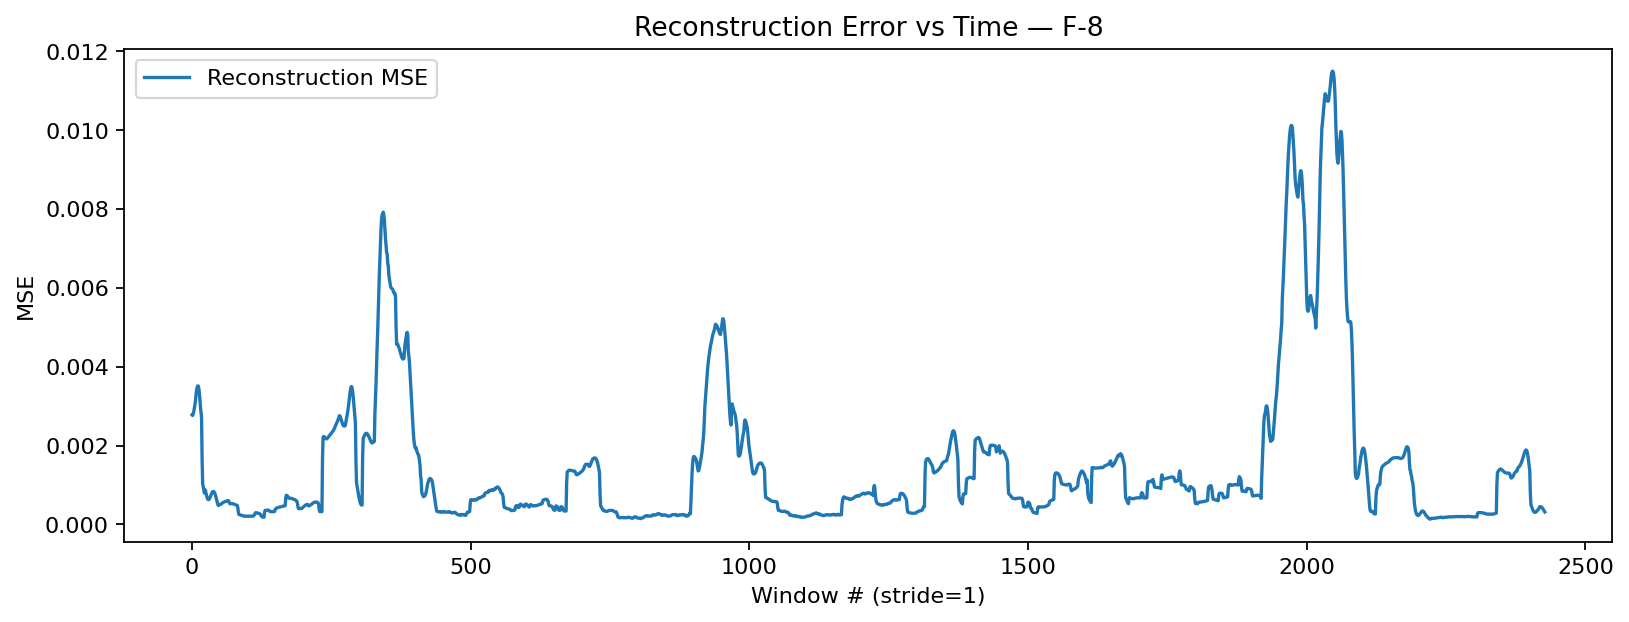 Reconstruction Error vs Time — F-8
Reconstruction MSE
MSE
0.012
0.010
0.008
0.006
0.004
0.002
0.000
0 500 1000 1500 2000 2500
Window # (stride=1)